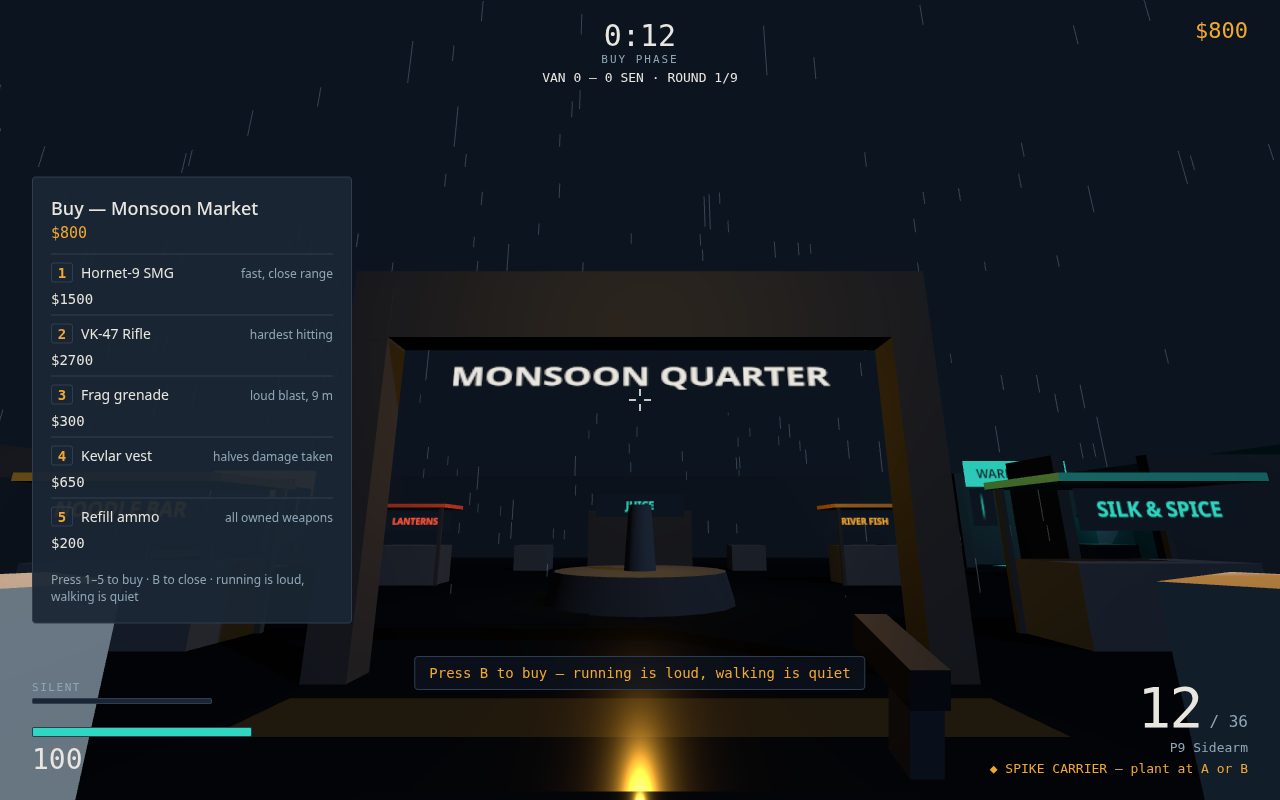 0:12
BUY PHASE
VAN 0 — 0 SEN · ROUND 1/9
$800
Buy — Monsoon Market
$800
1 Hornet-9 SMG fast, close range
$1500
2 VK-47 Rifle hardest hitting
$2700
3 Frag grenade loud blast, 9 m
$300
4 Kevlar vest halves damage taken
$650
5 Refill ammo all owned weapons
$200
Press 1–5 to buy · B to close · running is loud,
walking is quiet
NOODLE BAR
MONSOON QUARTER
LANTERNS
JUICE
RIVER FISH
SILK & SPICE
Press B to buy — running is loud, walking is quiet
SILENT
100
12 / 36
P9 Sidearm
◆ SPIKE CARRIER — plant at A or B